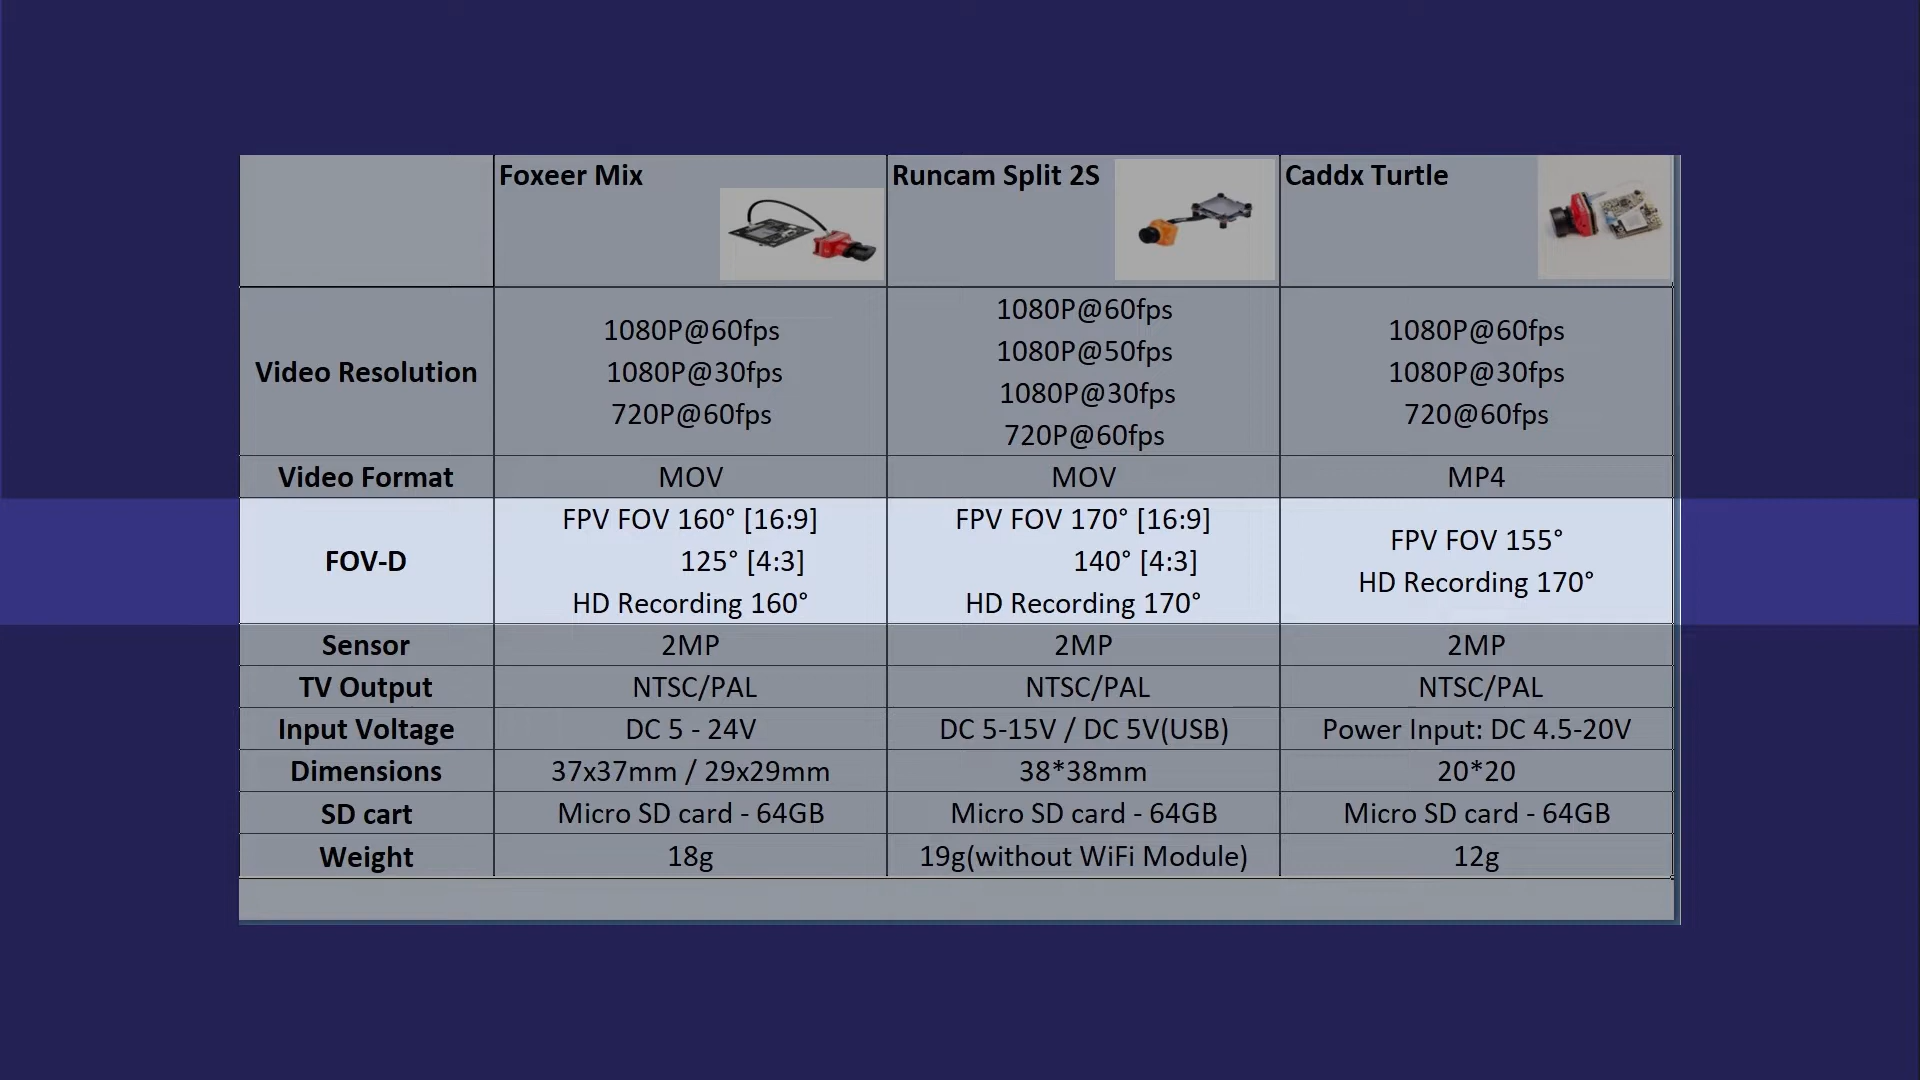 Foxeer Mix
Runcam Split 2S
Caddx Turtle
Video Resolution
1080P@60fps
1080P@30fps
720P@60fps
1080P@60fps
1080P@50fps
1080P@30fps
720P@60fps
1080P@60fps
1080P@30fps
720@60fps
Video Format
MOV
MOV
MP4
FOV-D
FPV FOV 160° [16:9]
125° [4:3]
HD Recording 160°
FPV FOV 170° [16:9]
140° [4:3]
HD Recording 170°
FPV FOV 155°
HD Recording 170°
Sensor
2MP
2MP
2MP
TV Output
NTSC/PAL
NTSC/PAL
NTSC/PAL
Input Voltage
DC 5 - 24V
DC 5-15V / DC 5V(USB)
Power Input: DC 4.5-20V
Dimensions
37x37mm / 29x29mm
38*38mm
20*20
SD cart
Micro SD card - 64GB
Micro SD card - 64GB
Micro SD card - 64GB
Weight
18g
19g(without WiFi Module)
12g